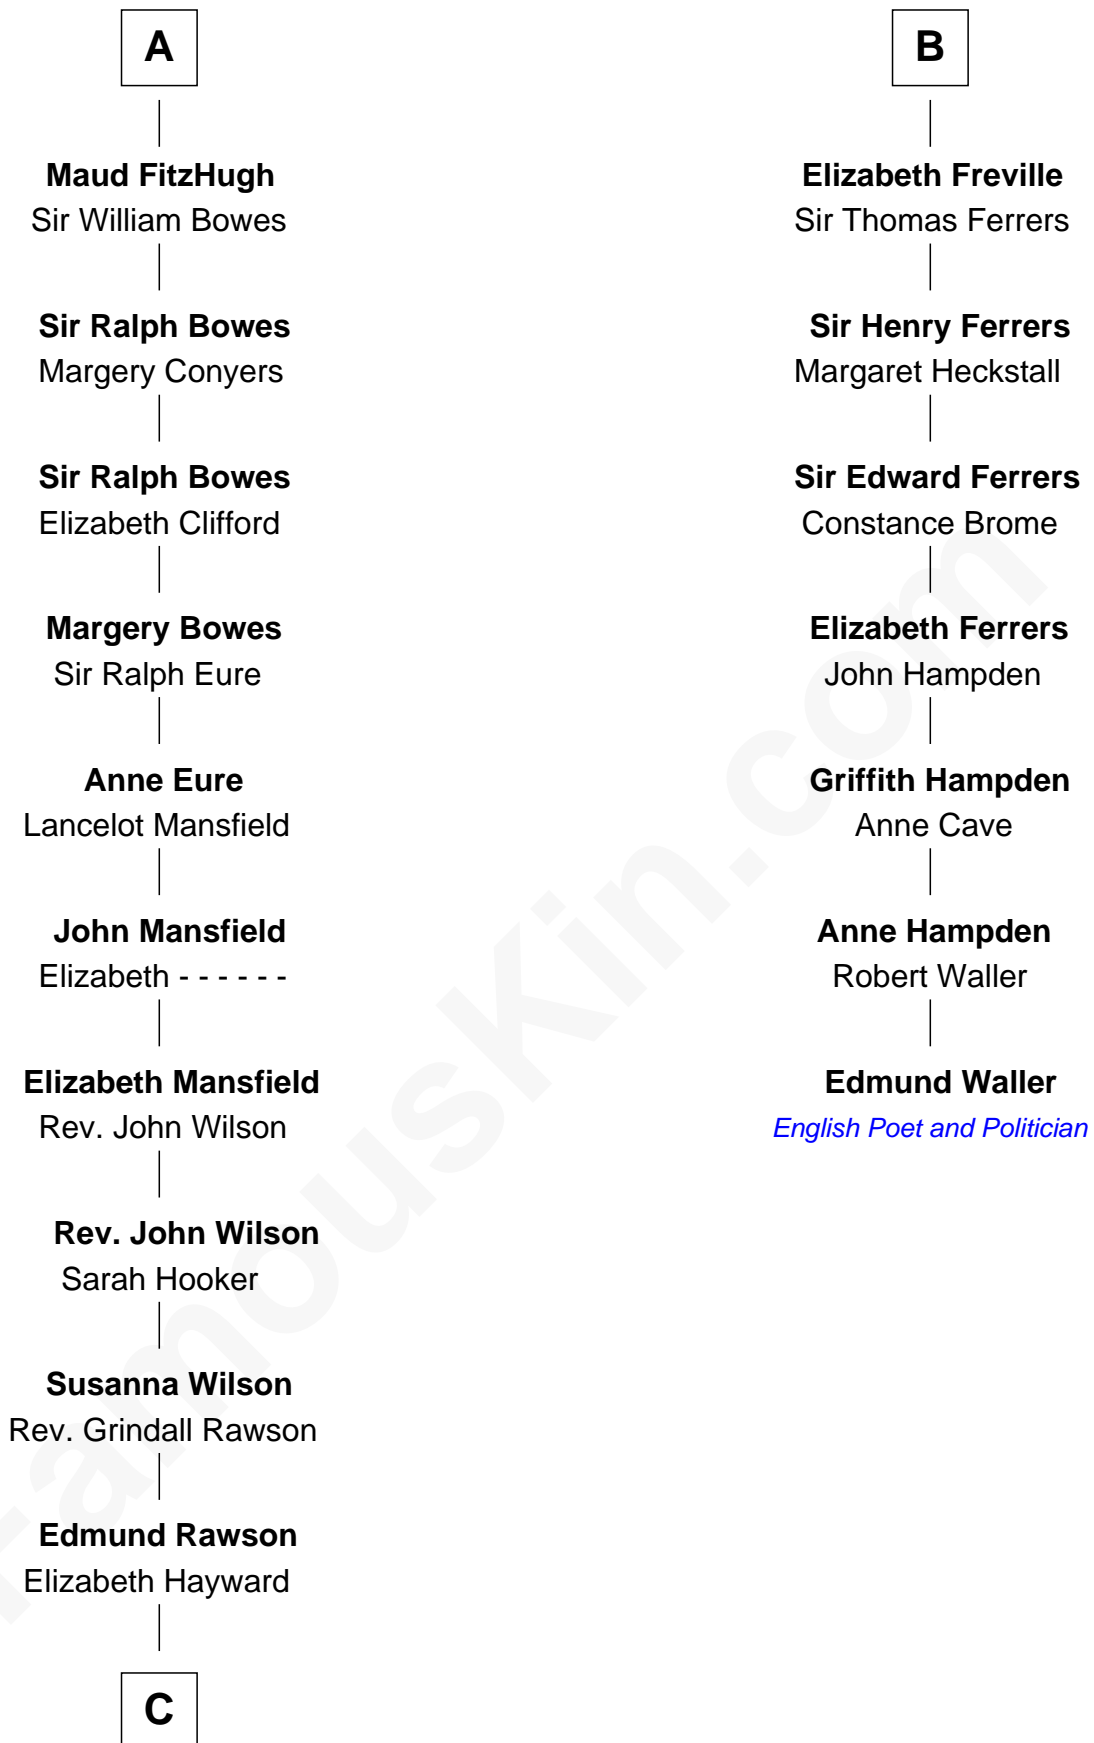 A
Maud FitzHugh
Sir William Bowes
Sir Ralph Bowes
Margery Conyers
Sir Ralph Bowes
Elizabeth Clifford
Margery Bowes
Sir Ralph Eure
Anne Eure
Lancelot Mansfield
John Mansfield
Elizabeth - - - - - -
Elizabeth Mansfield
Rev. John Wilson
Rev. John Wilson
Sarah Hooker
Susanna Wilson
Rev. Grindall Rawson
Edmund Rawson
Elizabeth Hayward
C
B
Elizabeth Freville
Sir Thomas Ferrers
Sir Henry Ferrers
Margaret Heckstall
Sir Edward Ferrers
Constance Brome
Elizabeth Ferrers
John Hampden
Griffith Hampden
Anne Cave
Anne Hampden
Robert Waller
Edmund Waller
English Poet and Politician
FamousKin.com